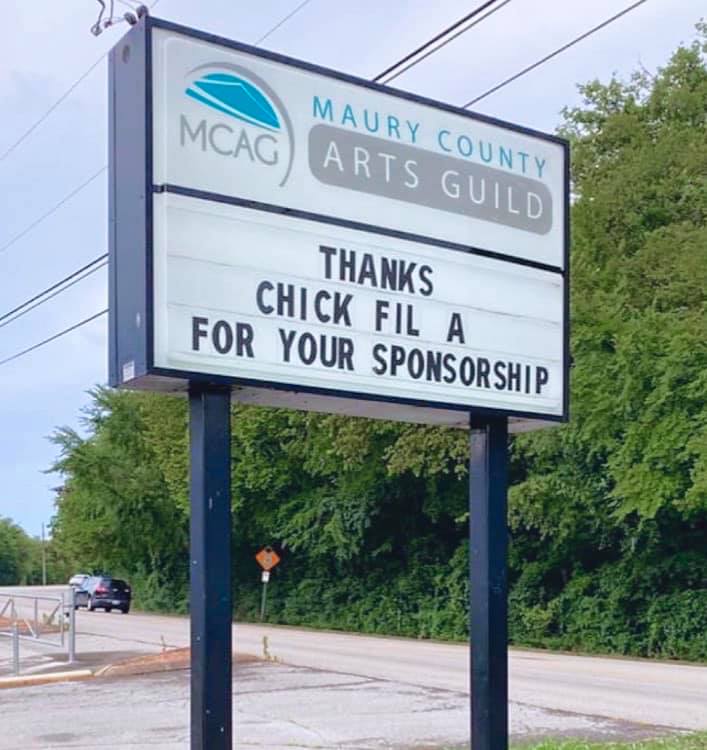 MCAG
MAURY COUNTY
ARTS GUILD
THANKS
CHICK FIL A
FOR YOUR SPONSORSHIP